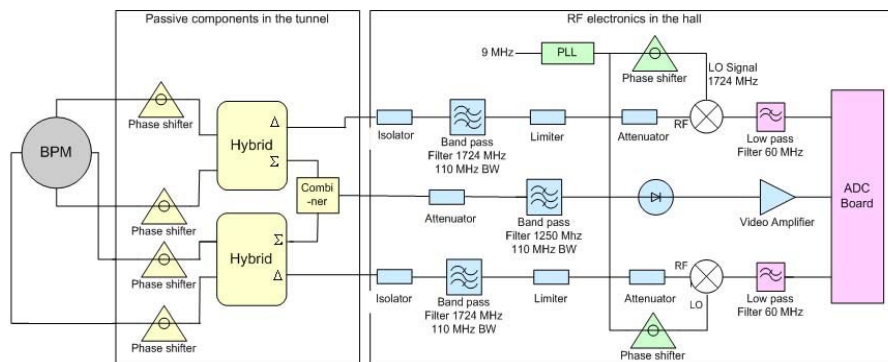 Passive components in the tunnel
RF electronics in the hall
9 MHz
PLL
Phase shifter
LO Signal
1724 MHz
Phase shifter
Δ
Hybrid
Σ
Isolator
Band pass
Filter 1724 MHz
110 MHz BW
Limiter
Attenuator
RF
Low pass
Filter 60 MHz
BPM
Phase shifter
Combi
-ner
Attenuator
Band pass
Filter 1250 Mhz
110 MHz BW
Video Amplifier
ADC
Board
Phase shifter
Σ
Hybrid
Δ
Isolator
Band pass
Filter 1724 MHz
110 MHz BW
Limiter
Attenuator
RF
LO
Low pass
Filter 60 MHz
Phase shifter
Phase shifter